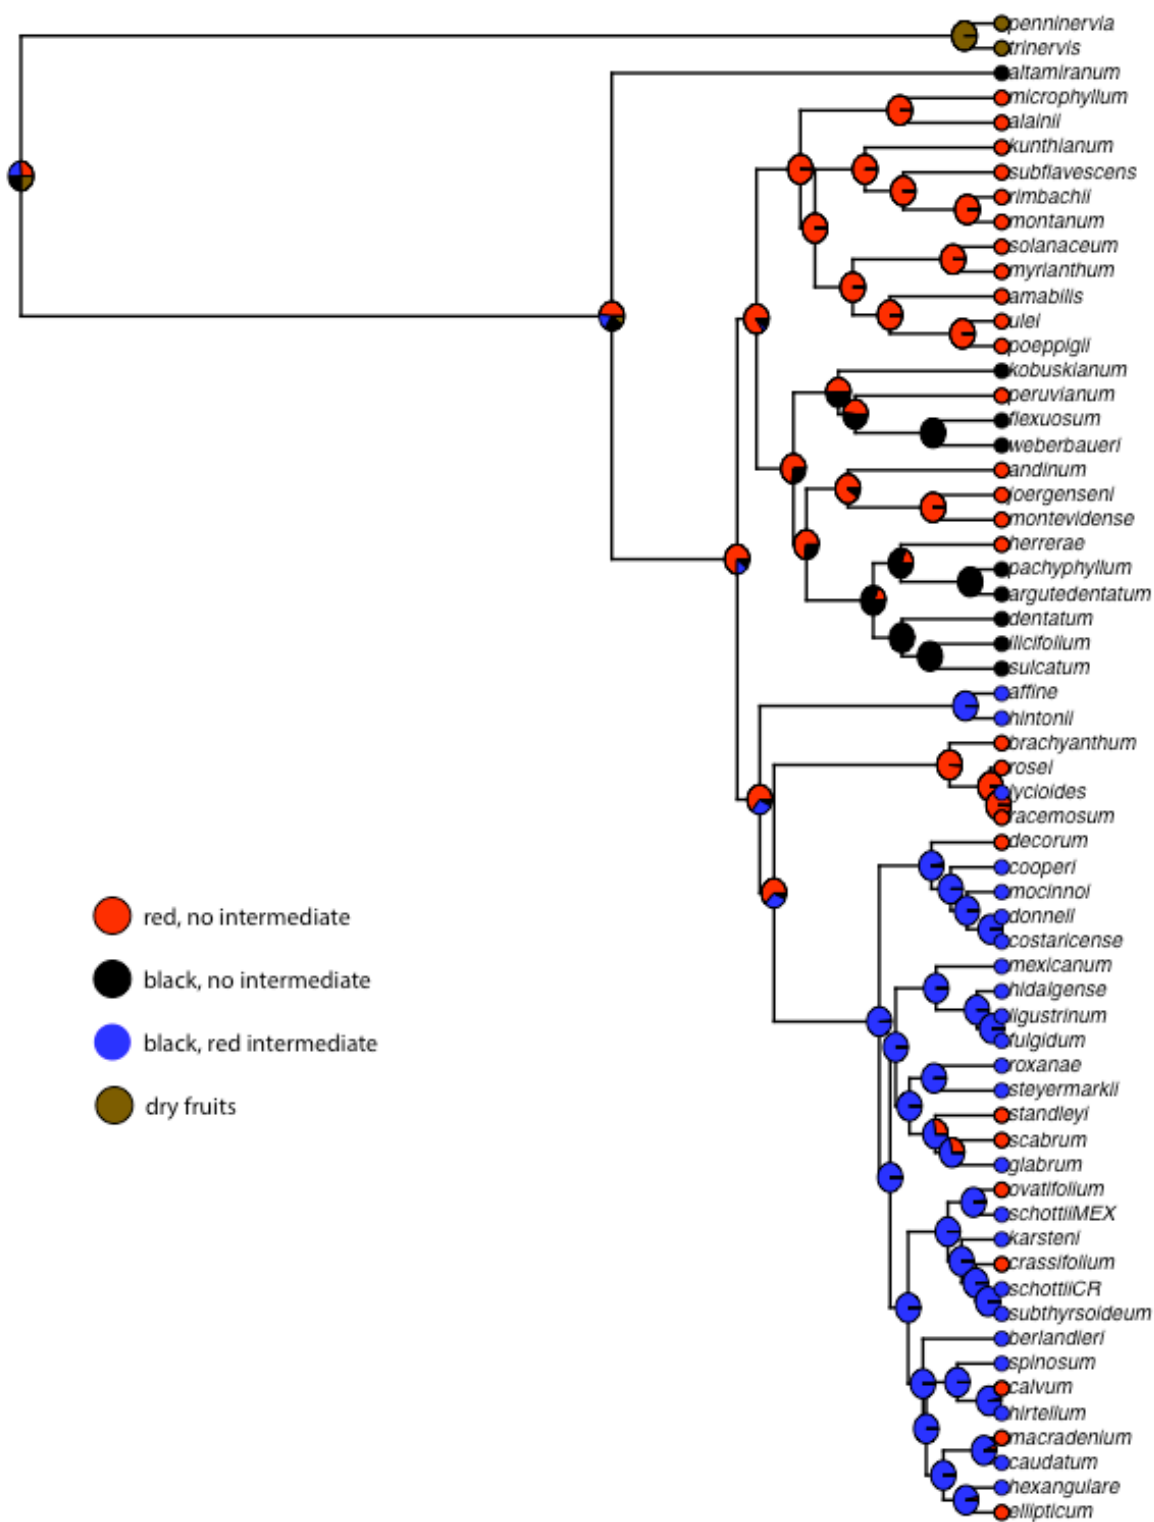 penninervia
trinervis
altamiranum
microphyllum
alainii
kunthianum
subflavescens
rimbachii
montanum
solanaceum
myrianthum
amabilis
ulei
poeppigii
kobuskianum
peruvianum
flexuosum
weberbaueri
andinum
joergenseni
montevidense
herrerae
pachyphyllum
argutedentatum
dentatum
ilicifolium
sulcatum
affine
hintonii
brachyanthum
rosei
lycioides
racemosum
decorum
cooperi
mocinnoi
donnell
costaricense
mexicanum
hidalgense
ligustrinum
fulgidum
roxanae
steyermarkii
standleyi
scabrum
glabrum
ovatifolium
schottiiMEX
karsteni
crassifolium
schottiiCR
subthyrsoideum
berlandieri
spinosum
calvum
hirtellum
macradenium
caudatum
hexangulare
ellipticum
red, no intermediate
black, no intermediate
black, red intermediate
dry fruits